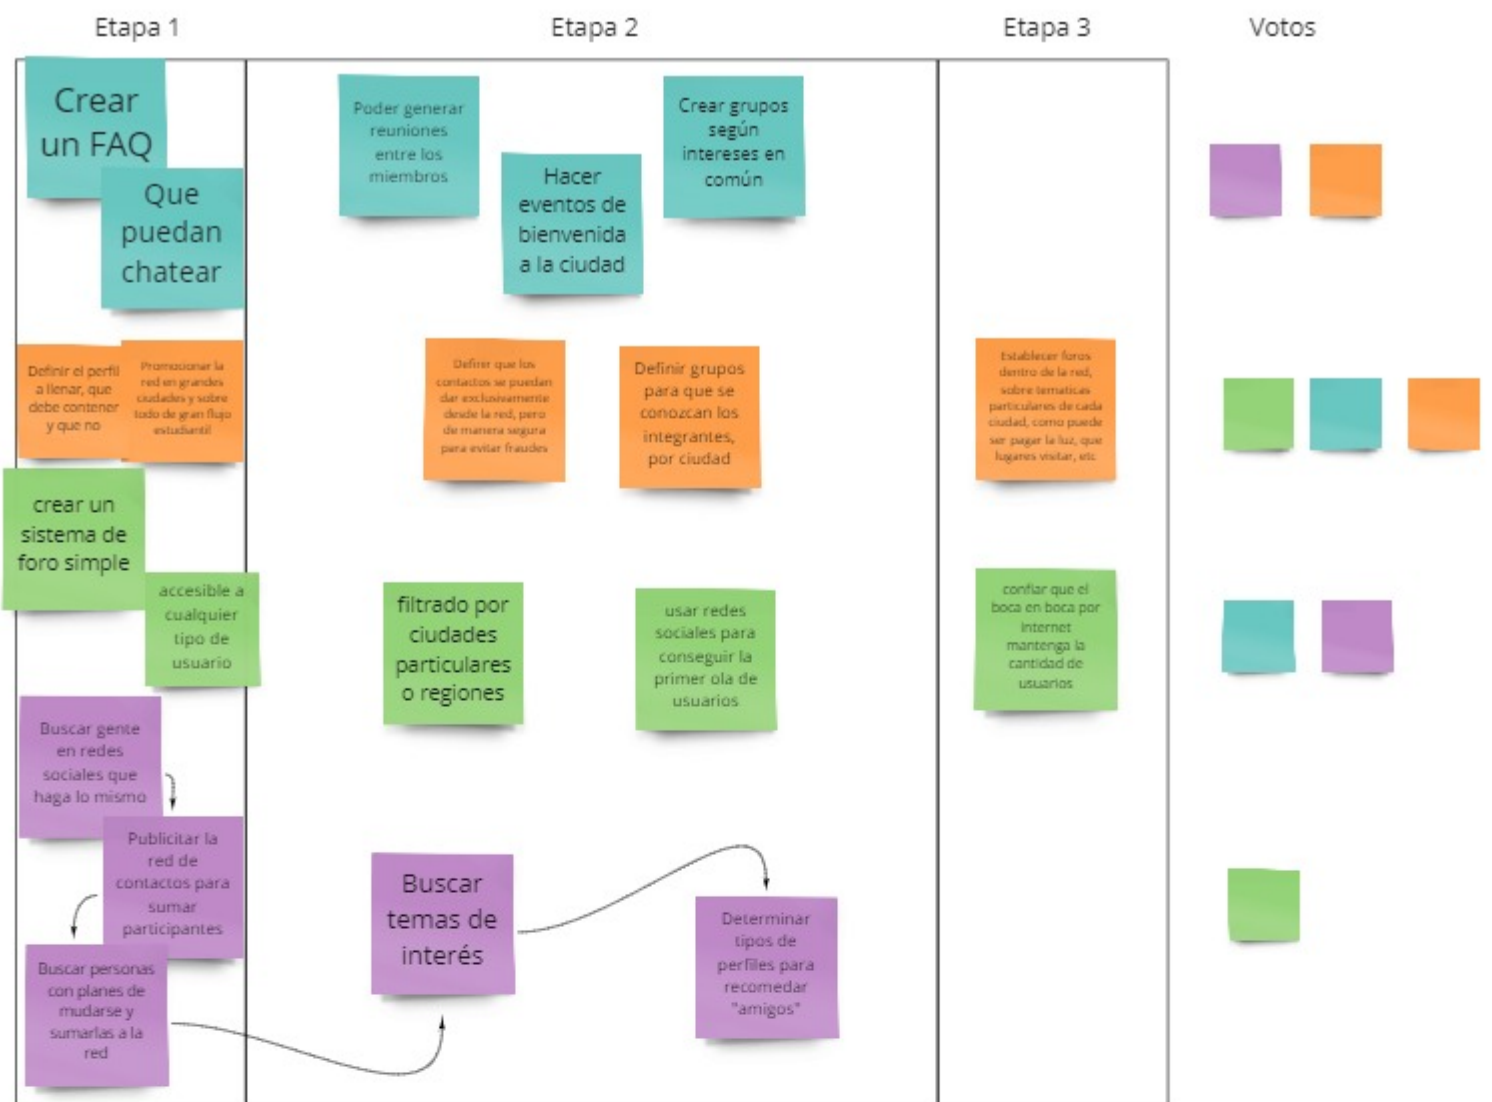 Etapa 1
Etapa 2
Etapa 3
Votos
Crear
un FAQ
Que
puedan
chatear
Poder generar
reuniones
entre los
miembros
Hacer
eventos de
bienvenida
a la ciudad
Crear grupos
según
intereses en
común
Definir el perfil
a llenar, que
debe contener
y que no
Promocionar la
red en grandes
ciudades y sobre
todo de gran flujo
estudiantil
Definir que los
contactos se puedan
dar exclusivamente
desde la red, pero
de manera segura
para evitar fraudes
Definir grupos
para que se
conozcan los
integrantes,
por ciudad
Establecer foros
dentro de la red,
sobre tematicas
particulares de cada
ciudad, como puede
ser pagar la luz, que
lugares visitar, etc
crear un
sistema de
foro simple
accesible a
cualquier
tipo de
usuario
filtrado por
ciudades
particulares
o regiones
usar redes
sociales para
conseguir la
primer ola de
usuarios
confiar que el
boca en boca por
internet
mantenga la
cantidad de
usuarios
Buscar gente
en redes
sociales que
haga lo mismo
Publicitar la
red de
contactos para
sumar
participantes
Buscar personas
con planes de
mudarse y
sumarlas a la
red
Buscar
temas de
interés
Determinar
tipos de
perfiles para
recomedar
"amigos"